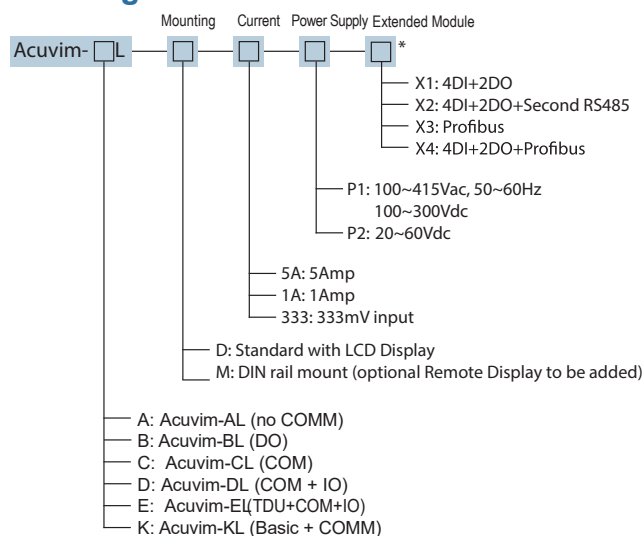 Mounting Current Power Supply Extended Module
Acuvim- L *
X1: 4DI+2DO
X2: 4DI+2DO+Second RS485
X3: Profibus
X4: 4DI+2DO+Profibus
P1: 100~415Vac, 50~60Hz
100~300Vdc
P2: 20~60Vdc
5A: 5Amp
1A: 1Amp
333: 333mV input
D: Standard with LCD Display
M: DIN rail mount (optional Remote Display to be added)
A: Acuvim-AL (no COMM)
B: Acuvim-BL (DO)
C: Acuvim-CL (COM)
D: Acuvim-DL (COM + IO)
E: Acuvim-EL(TDU+COM+IO)
K: Acuvim-KL (Basic + COMM)